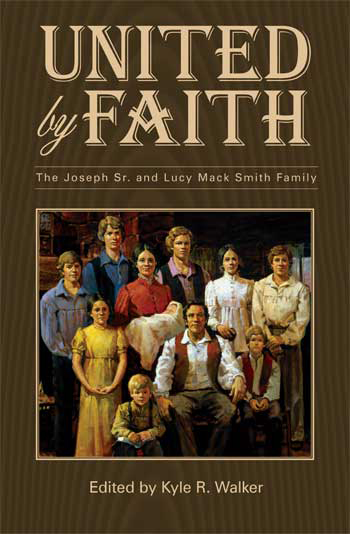 UNITED
by FAITH
The Joseph Sr. and Lucy Mack Smith Family
Edited by Kyle R. Walker